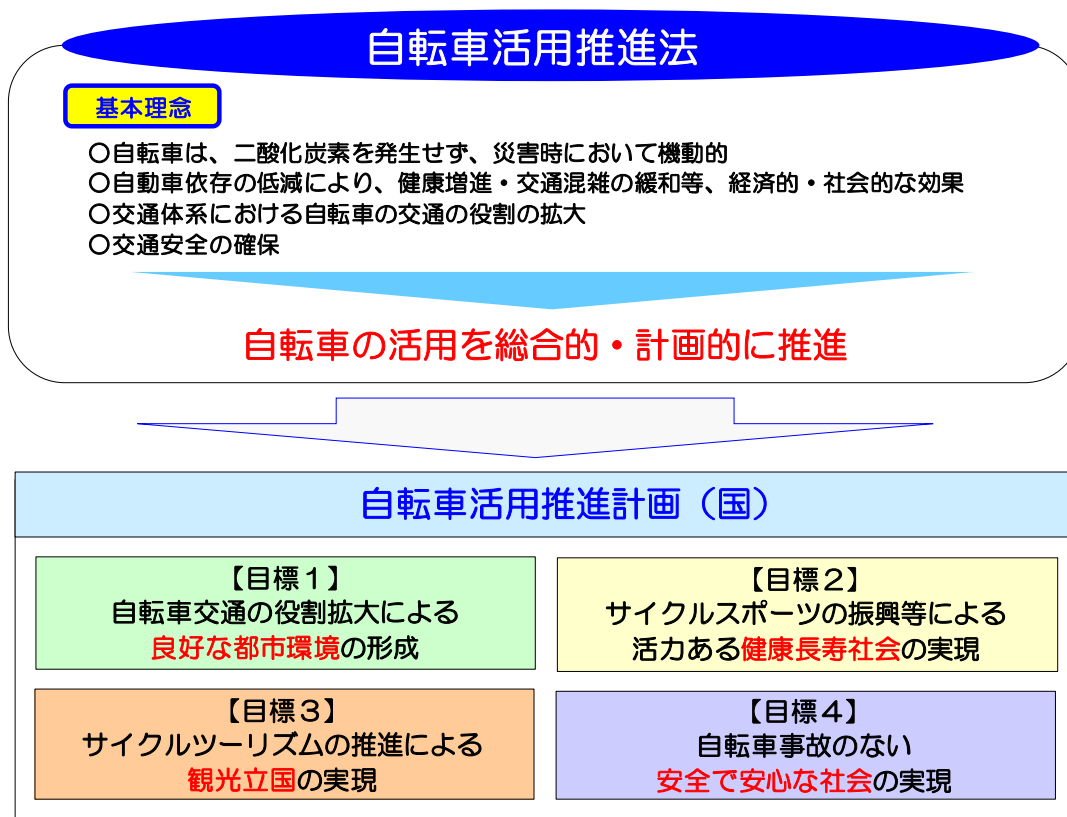 自転車活用推進法
基本理念
○自転車は、二酸化炭素を発生せず、災害時において機動的
○自動車依存の低減により、健康増進・交通混雑の緩和等、経済的・社会的な効果
○交通体系における自転車の交通の役割の拡大
○交通安全の確保
自転車の活用を総合的・計画的に推進
自転車活用推進計画（国）
【目標１】
自転車交通の役割拡大による
良好な都市環境の形成
【目標２】
サイクルスポーツの振興等による
活力ある健康長寿社会の実現
【目標３】
サイクルツーリズムの推進による
観光立国の実現
【目標４】
自転車事故のない
安全で安心な社会の実現